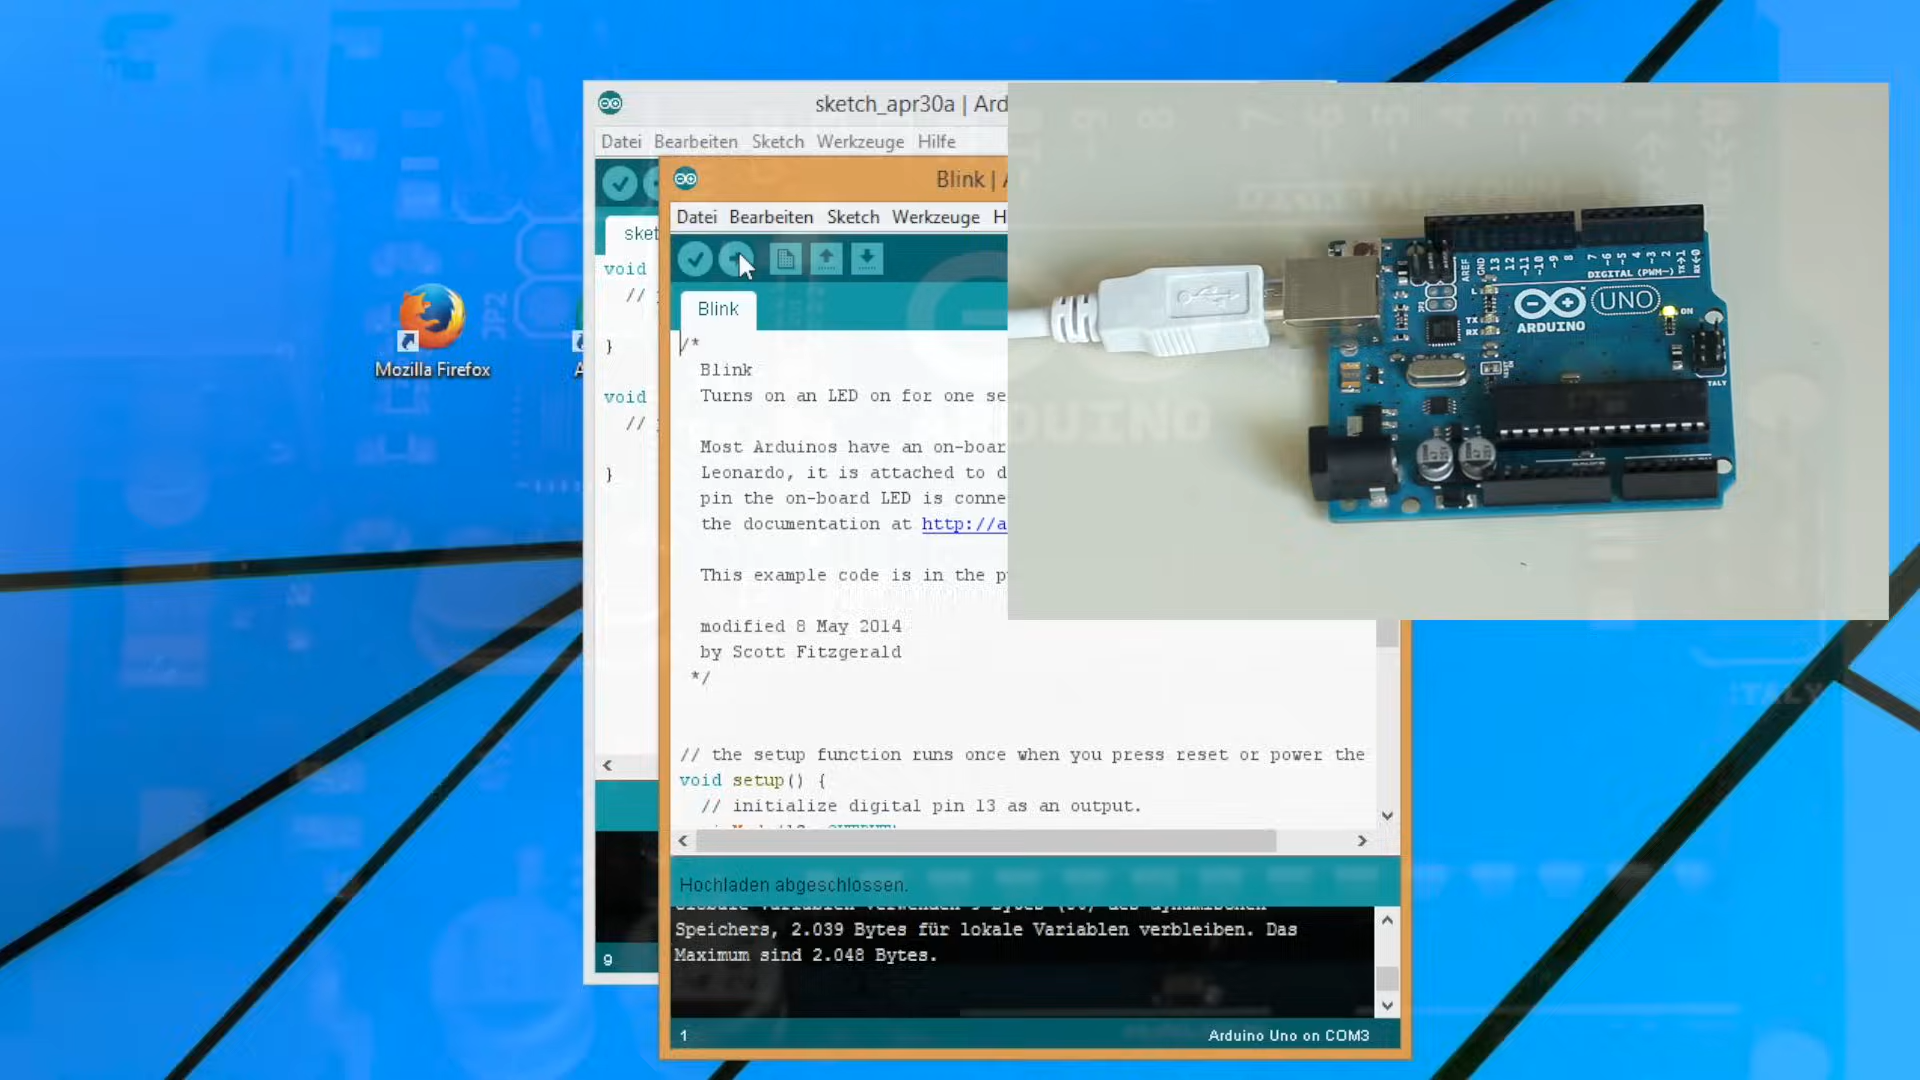 sketch_apr30a | Ard
Datei Bearbeiten Sketch Werkzeuge Hilfe
Blink |
Datei Bearbeiten Sketch Werkzeuge H
Blink
void
//
}
void
//
}
/*
Blink
Turns on an LED on for one se
Most Arduinos have an on-boar
Leonardo, it is attached to d
pin the on-board LED is conne
the documentation at http://a
This example code is in the p
modified 8 May 2014
by Scott Fitzgerald
*/
// the setup function runs once when you press reset or power the
void setup() {
// initialize digital pin 13 as an output.
Hochladen abgeschlossen.
Speichers, 2.039 Bytes für lokale Variablen verbleiben. Das
Maximum sind 2.048 Bytes.
9
1
Arduino Uno on COM3
Mozilla Firefox
AREF
GND
13
12
~11
~10
~9
8
7
~6
~5
4
~3
2
TX→1
RX←0
DIGITAL (PWM~)
UNO
ARDUINO
TX
RX
ON
ITALY